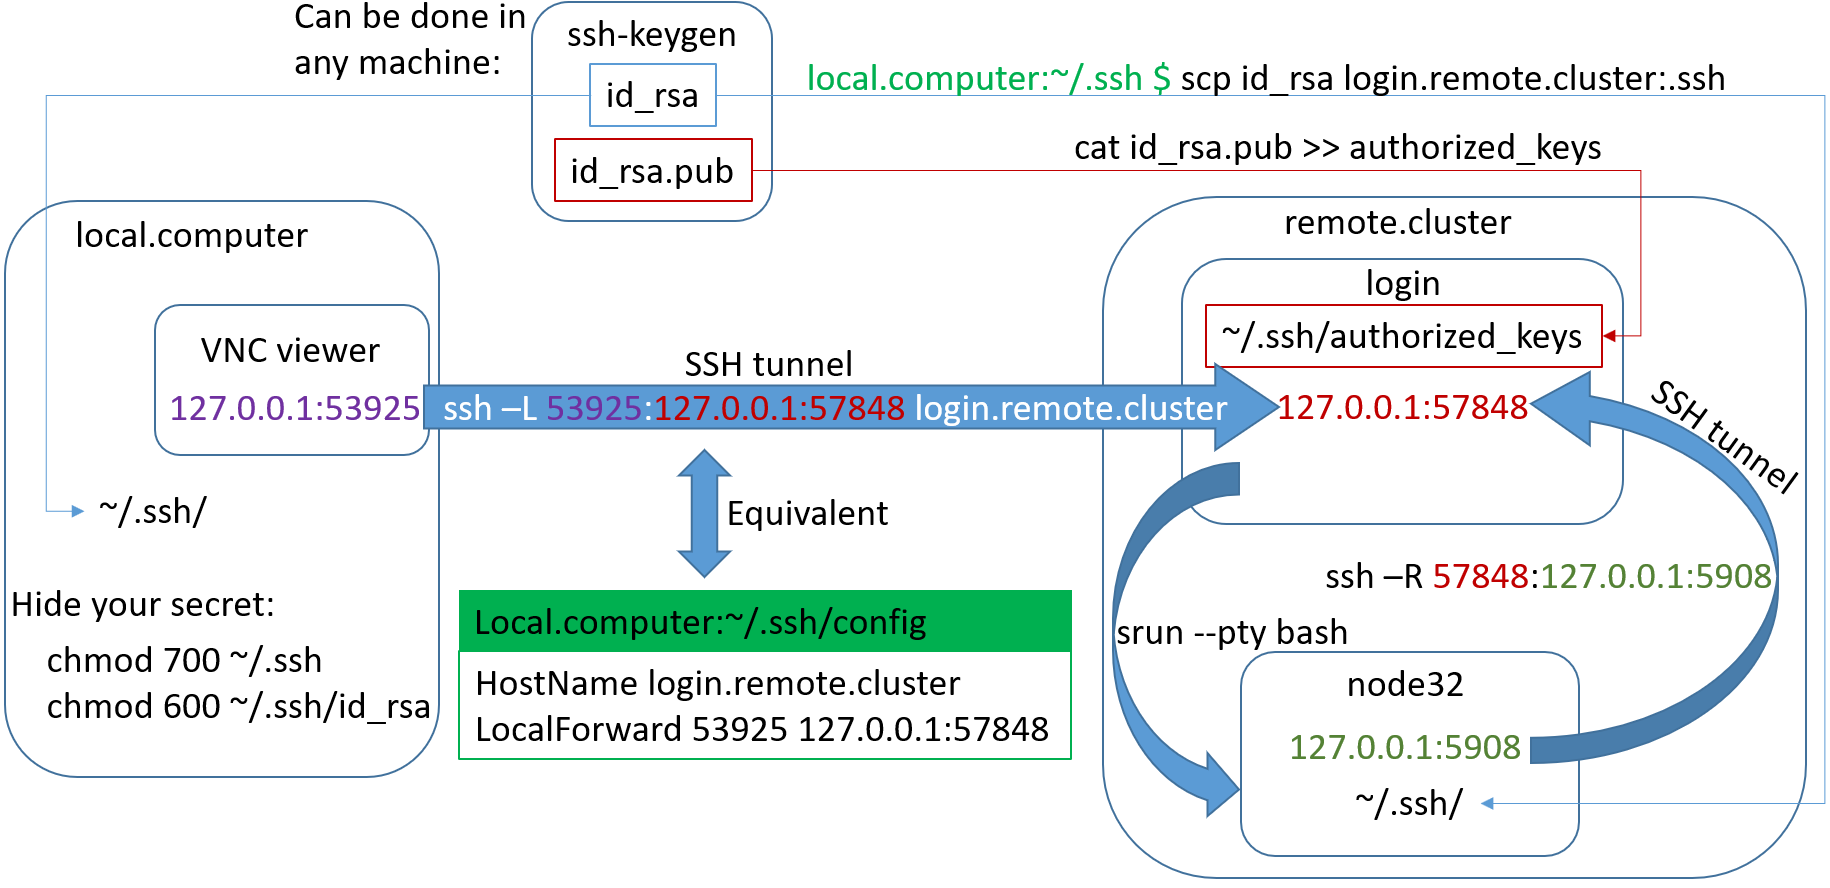 Can be done in
any machine:
ssh-keygen
id_rsa
id_rsa.pub
local.computer:~/.ssh $ scp id_rsa login.remote.cluster:.ssh
cat id_rsa.pub >> authorized_keys
local.computer
VNC viewer
127.0.0.1:53925
~/.ssh/
Hide your secret:
chmod 700 ~/.ssh
chmod 600 ~/.ssh/id_rsa
SSH tunnel
ssh –L 53925:127.0.0.1:57848 login.remote.cluster
Equivalent
Local.computer:~/.ssh/config
HostName login.remote.cluster
LocalForward 53925 127.0.0.1:57848
remote.cluster
login
~/.ssh/authorized_keys
127.0.0.1:57848
SSH tunnel
ssh –R 57848:127.0.0.1:5908
srun --pty bash
node32
127.0.0.1:5908
~/.ssh/